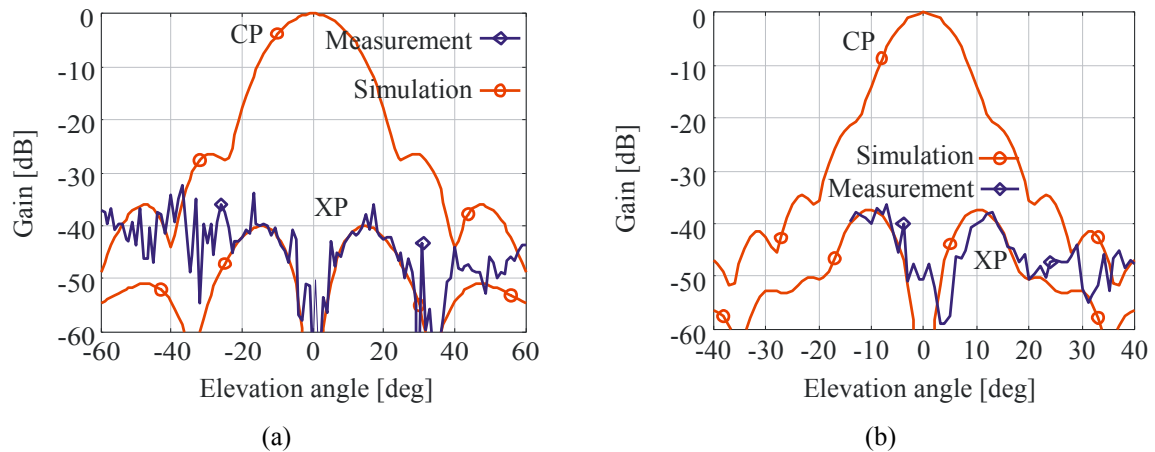 0
-10
-20
-30
-40
-50
-60
Gain [dB]
CP
Measurement
Simulation
XP
-60 -40 -20 0 20 40 60
Elevation angle [deg]
(a)
0
-10
-20
-30
-40
-50
-60
Gain [dB]
CP
Simulation
Measurement
XP
-40 -30 -20 -10 0 10 20 30 40
Elevation angle [deg]
(b)